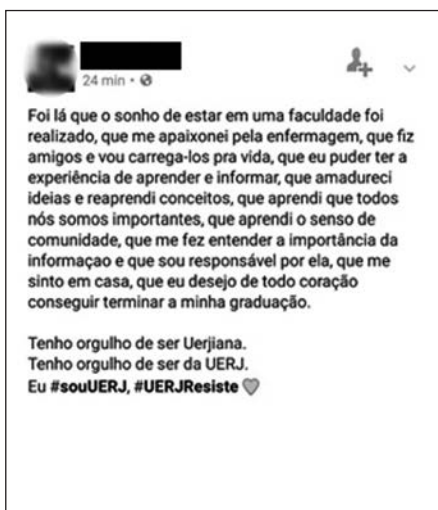 24 min •
Foi lá que o sonho de estar em uma faculdade foi
realizado, que me apaixonei pela enfermagem, que fiz
amigos e vou carrega-los pra vida, que eu puder ter a
experiência de aprender e informar, que amadureci
ideias e reaprendi conceitos, que aprendi que todos
nós somos importantes, que aprendi o senso de
comunidade, que me fez entender a importância da
informaçao e que sou responsável por ela, que me
sinto em casa, que eu desejo de todo coração
conseguir terminar a minha graduação.
Tenho orgulho de ser Uerjiana.
Tenho orgulho de ser da UERJ.
Eu #souUERJ, #UERJResiste